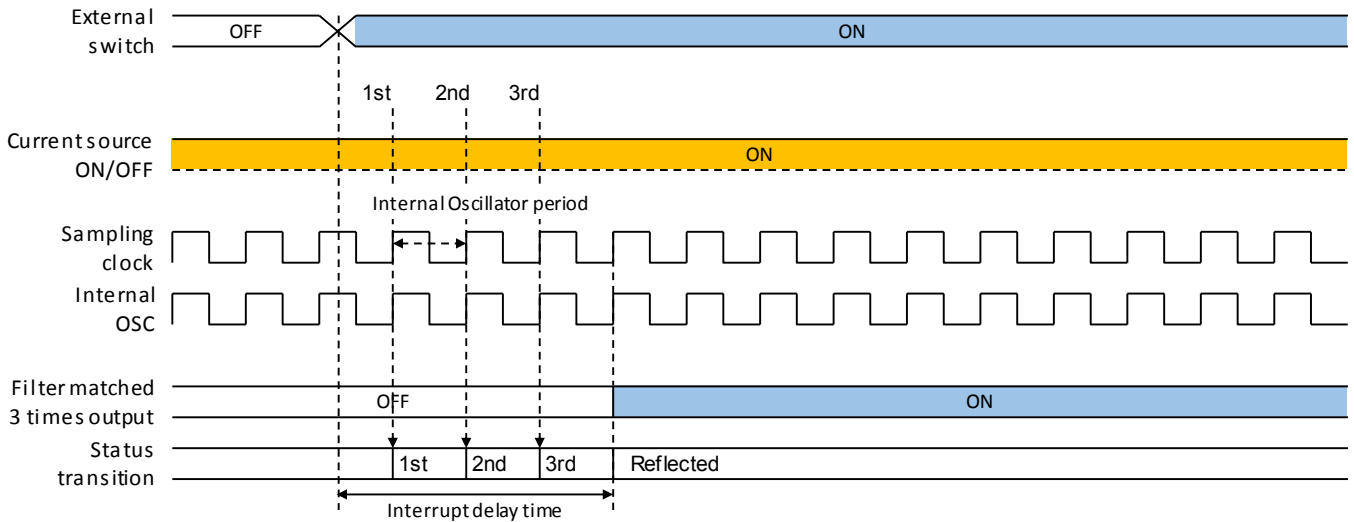 External
switch
OFF
ON
1st 2nd 3rd
Current source
ON/OFF
ON
Internal Oscillator period
Sampling
clock
Internal
OSC
Filter matched
3 times output
OFF
ON
Status
transition
1st 2nd 3rd Reflected
Interrupt delay time